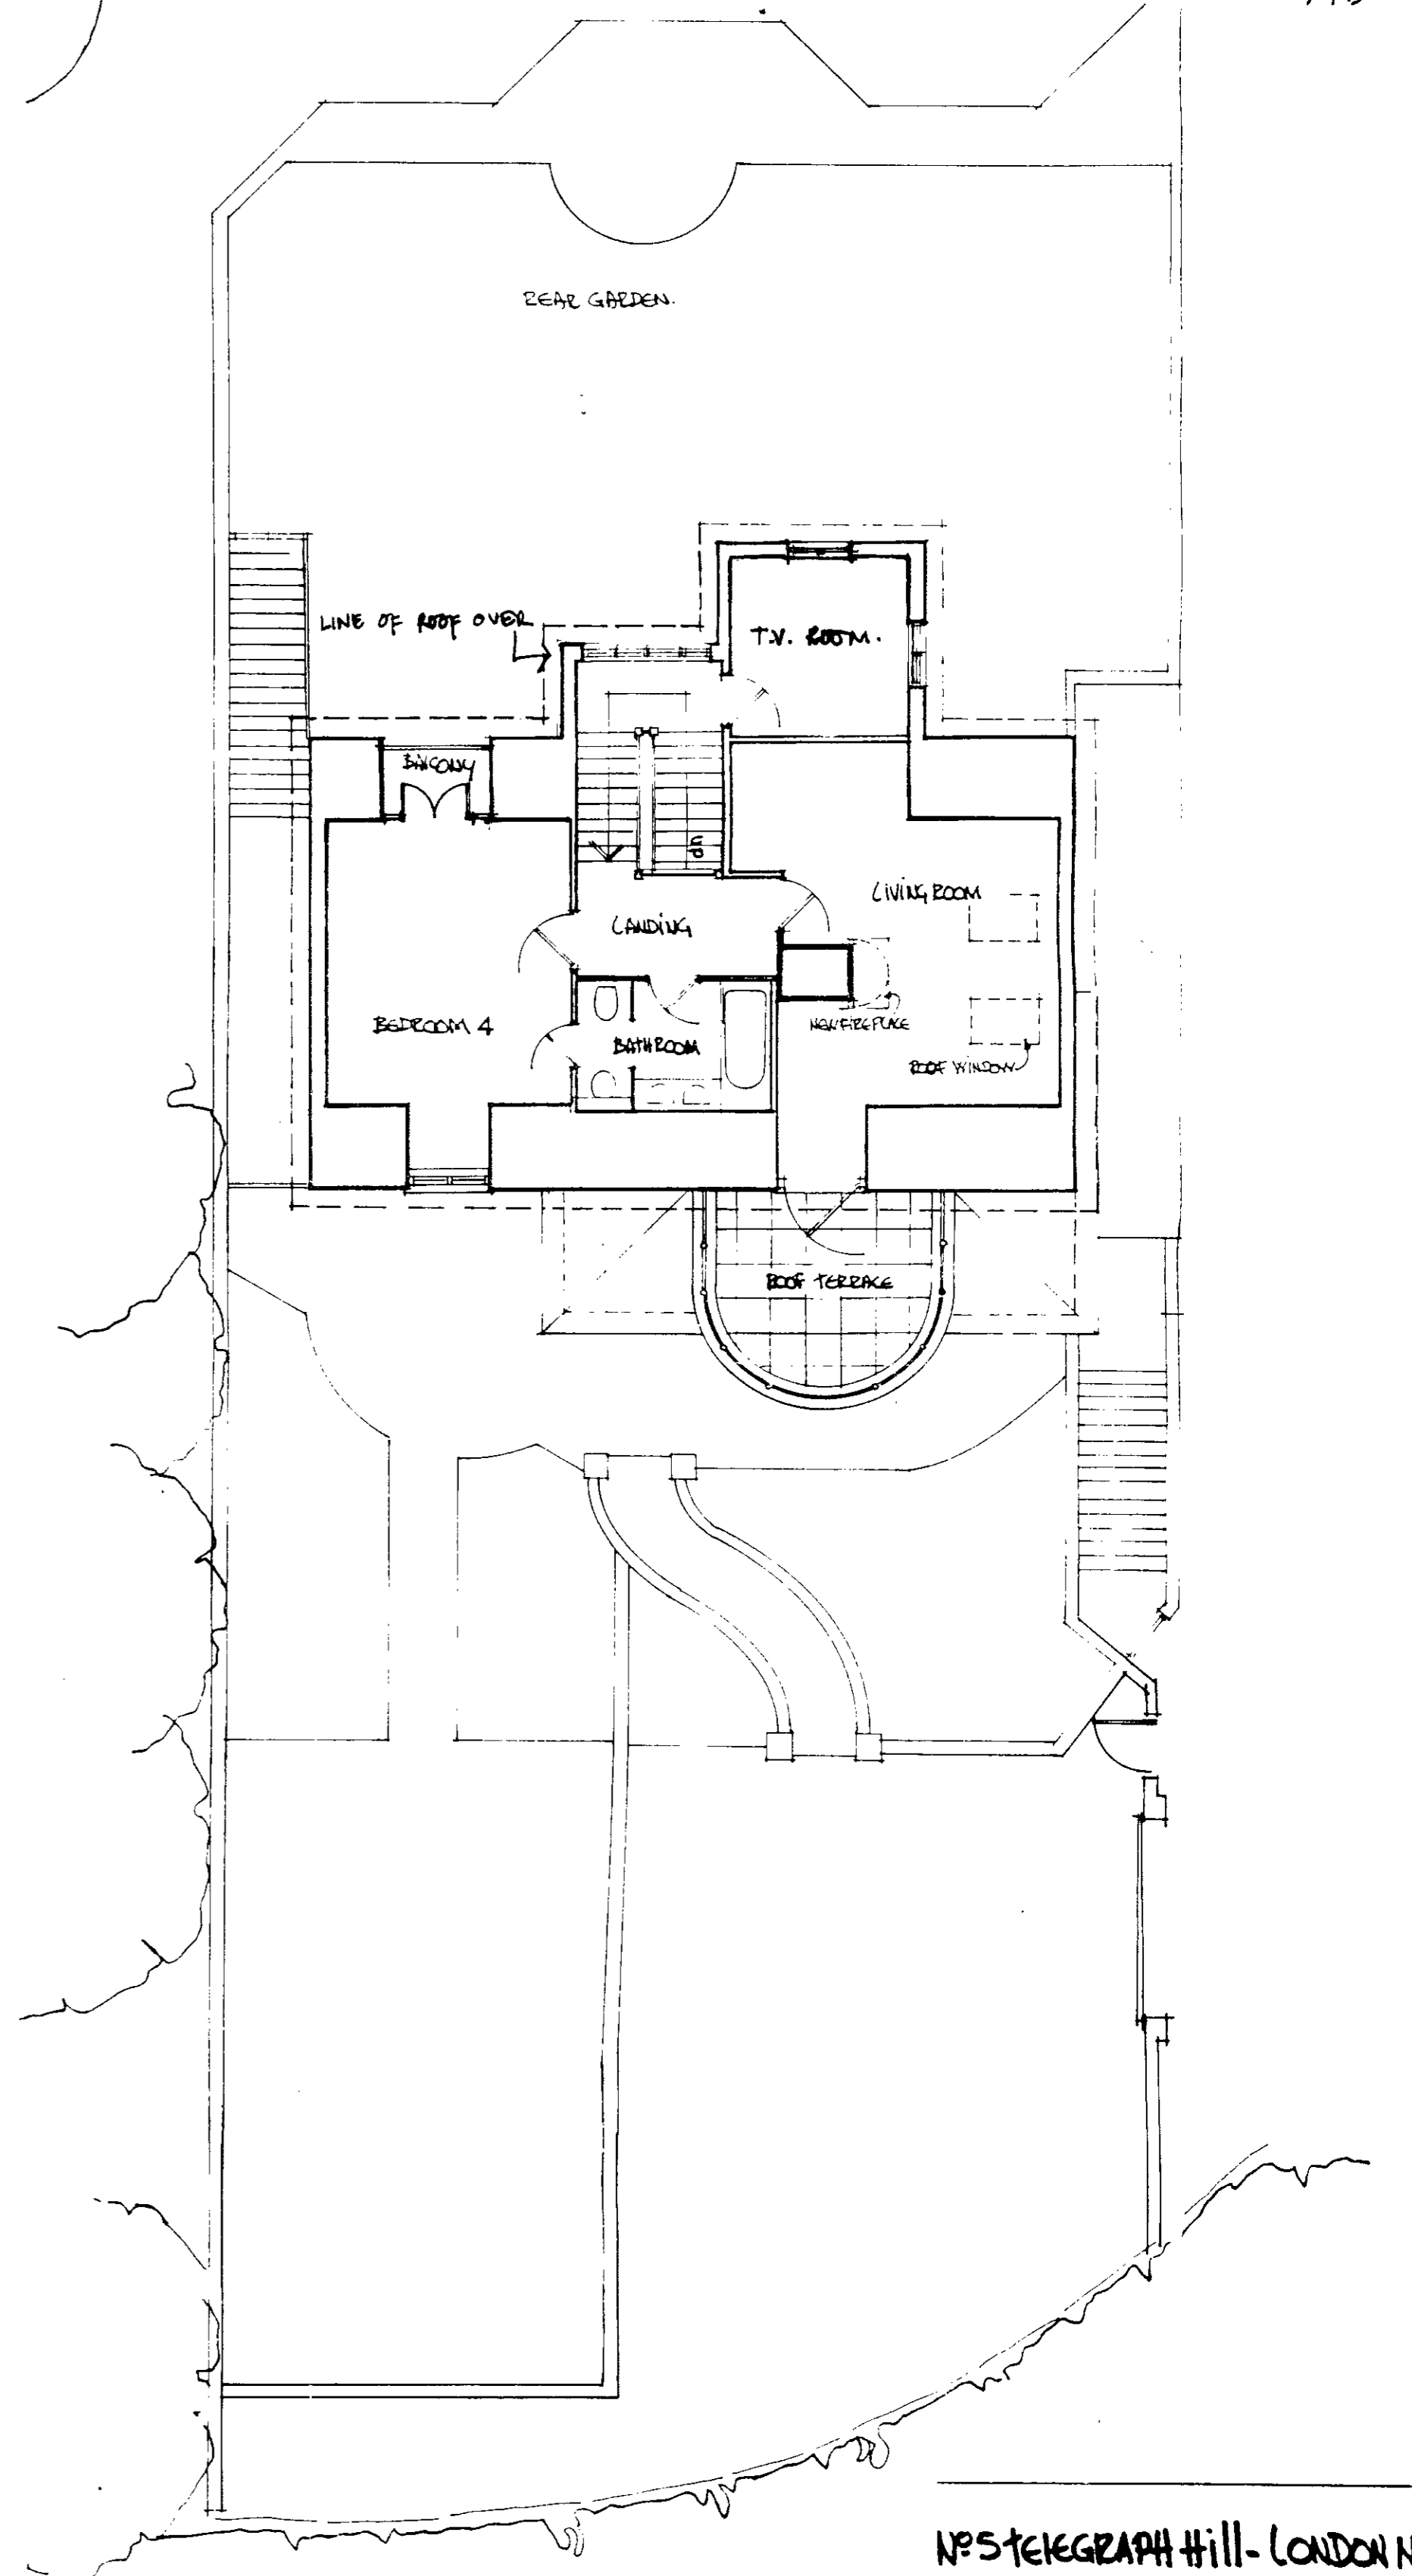 REAR GARDEN.
LINE OF ROOF OVER
T.V. ROOM.
BALCONY
dn
LIVING ROOM
LANDING
BEDROOM 4
NEW FIREPLACE
BATHROOM
ROOF WINDOW
ROOF TERRACE
Nº5 TELEGRAPH Hill - LONDON N